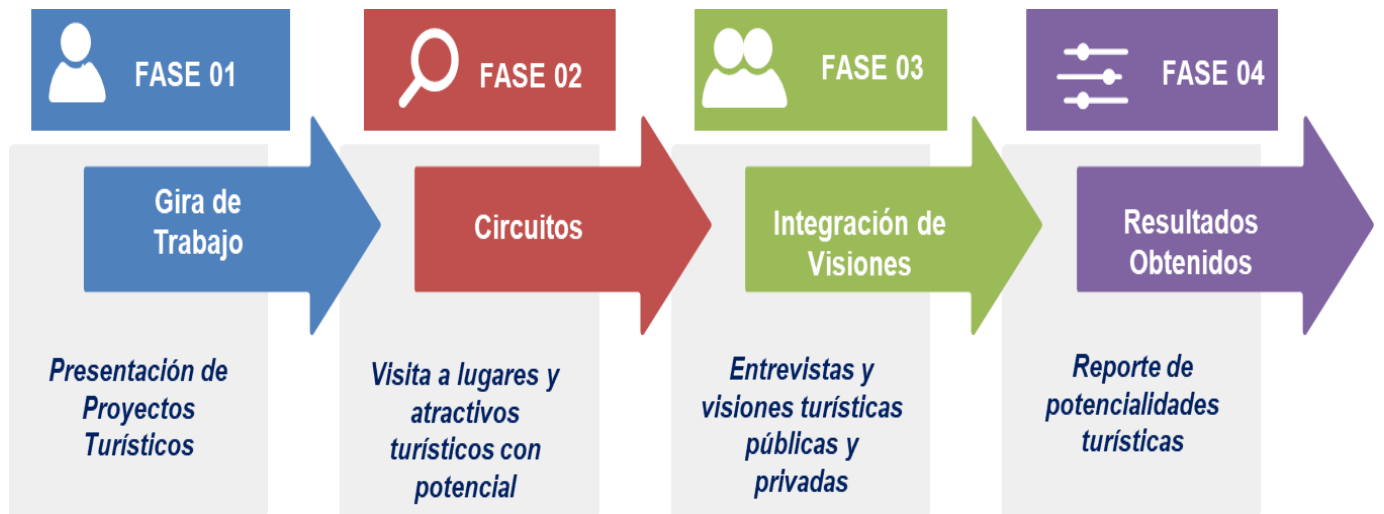 FASE 01
Gira de
Trabajo
Presentación de
Proyectos
Turísticos
FASE 02
Circuitos
Visita a lugares y
atractivos
turísticos con
potencial
FASE 03
Integración de
Visiones
Entrevistas y
visiones turísticas
públicas y
privadas
FASE 04
Resultados
Obtenidos
Reporte de
potencialidades
turísticas